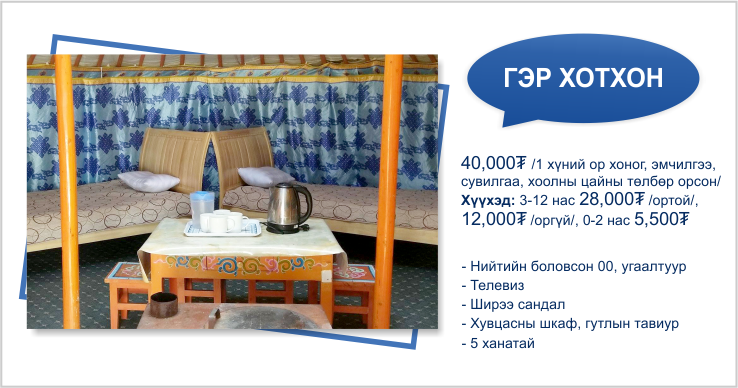 ГЭР ХОТХОН
40,000₮ /1 хүний ор хоног, эмчилгээ,
сувилгаа, хоолны цайны төлбөр орсон/
Хүүхэд: 3-12 нас 28,000₮ /ортой/,
12,000₮ /оргүй/, 0-2 нас 5,500₮
- Нийтийн боловсон 00, угаалтуур
- Телевиз
- Ширээ сандал
- Хувцасны шкаф, гутлын тавиур
- 5 ханатай